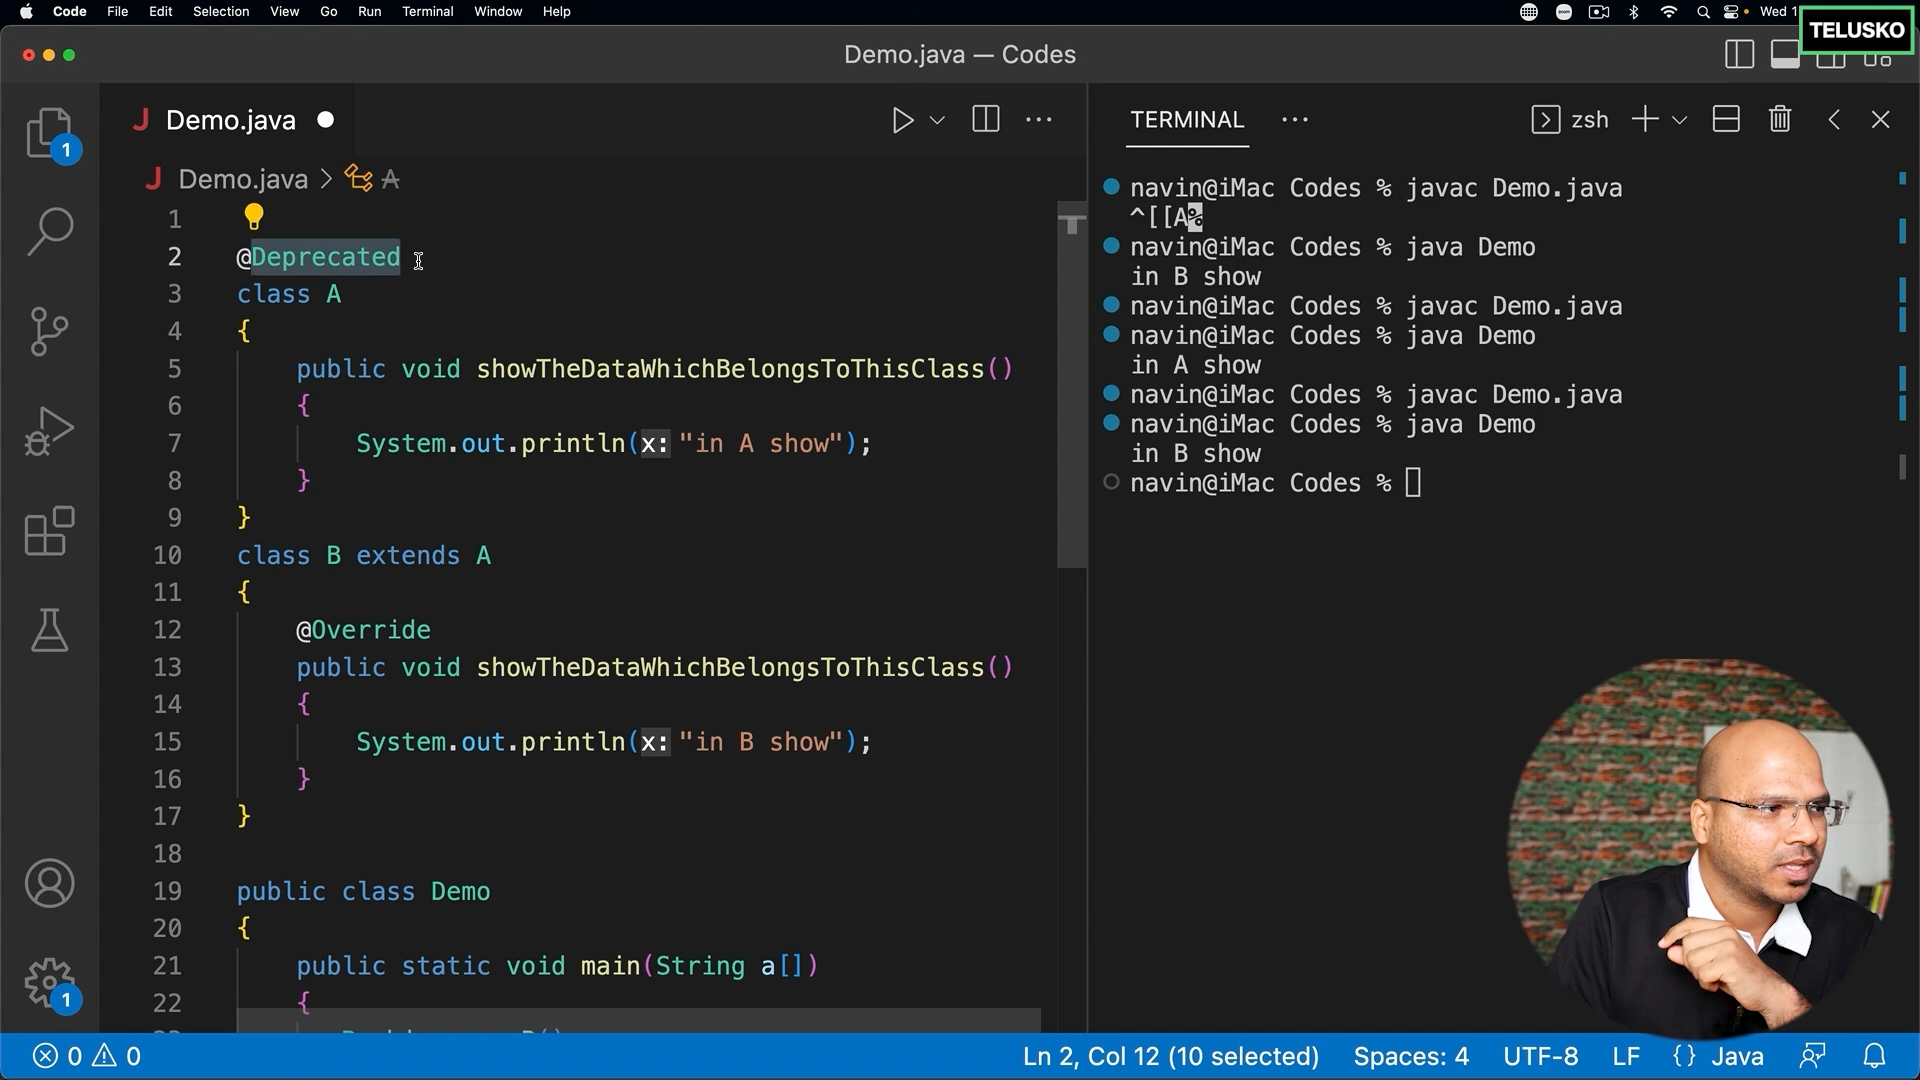 Code File Edit Selection View Go Run Terminal Window Help
zoom
Wed 1
TELUSKO
Demo.java — Codes
1
J Demo.java
J Demo.java > A
1
2 @Deprecated
3 class A
4 {
5 public void showTheDataWhichBelongsToThisClass()
6 {
7 System.out.println(x: "in A show");
8 }
9 }
10 class B extends A
11 {
12 @Override
13 public void showTheDataWhichBelongsToThisClass()
14 {
15 System.out.println(x: "in B show");
16 }
17 }
18
19 public class Demo
20 {
21 public static void main(String a[])
22 {
1
TERMINAL ··· zsh
navin@iMac Codes % javac Demo.java
^[[A%
navin@iMac Codes % java Demo
in B show
navin@iMac Codes % javac Demo.java
navin@iMac Codes % java Demo
in A show
navin@iMac Codes % javac Demo.java
navin@iMac Codes % java Demo
in B show
navin@iMac Codes %
0 0 Ln 2, Col 12 (10 selected) Spaces: 4 UTF-8 LF {} Java